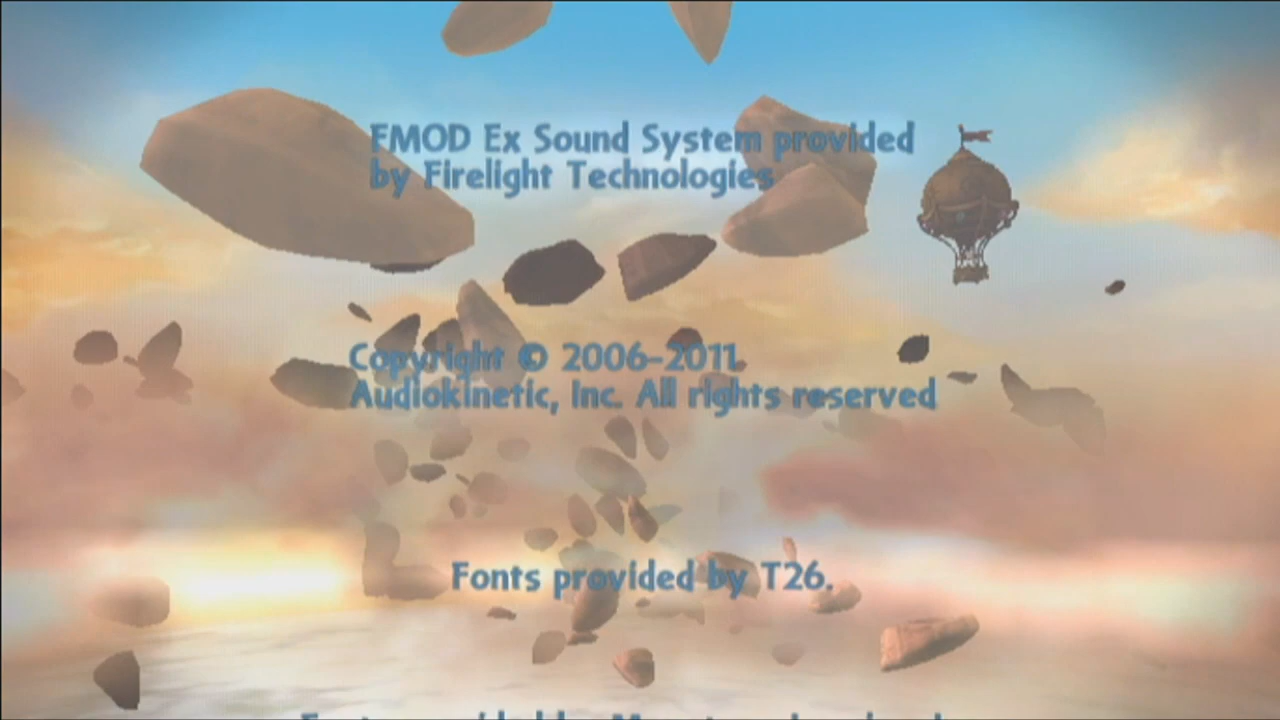 FMOD Ex Sound System provided
by Firelight Technologies
Copyright © 2006-2011
Audiokinetic, Inc. All rights reserved
Fonts provided by T26.